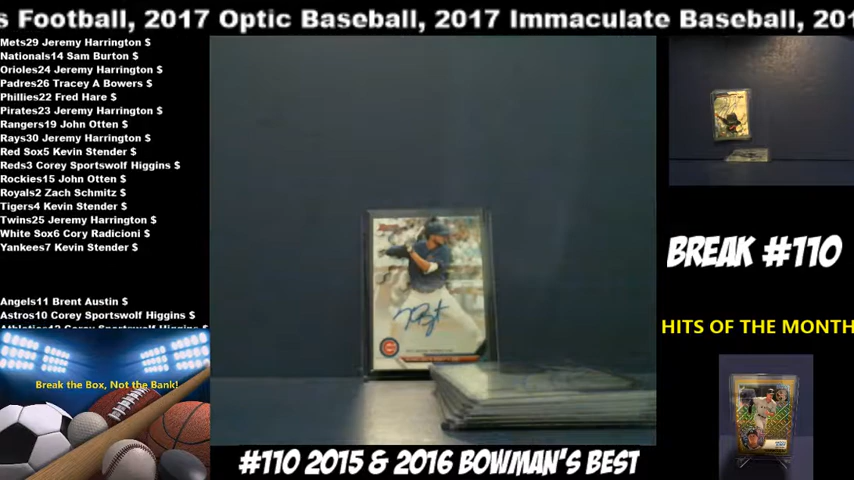 s Football, 2017 Optic Baseball, 2017 Immaculate Baseball, 201
Mets29 Jeremy Harrington $
Nationals14 Sam Burton $
Orioles24 Jeremy Harrington $
Padres26 Tracey A Bowers $
Phillies22 Fred Hare $
Pirates23 Jeremy Harrington $
Rangers19 John Otten $
Rays30 Jeremy Harrington $
Red Sox5 Kevin Stender $
Reds3 Corey Sportswolf Higgins $
Rockies15 John Otten $
Royals2 Zach Schmitz $
Tigers4 Kevin Stender $
Twins25 Jeremy Harrington $
White Sox6 Cory Radicioni $
Yankees7 Kevin Stender $
Angels11 Brent Austin $
Astros10 Corey Sportswolf Higgins $
Break the Box, Not the Bank!
BREAK #110
HITS OF THE MONTH
#110 2015 & 2016 BOWMAN'S BEST